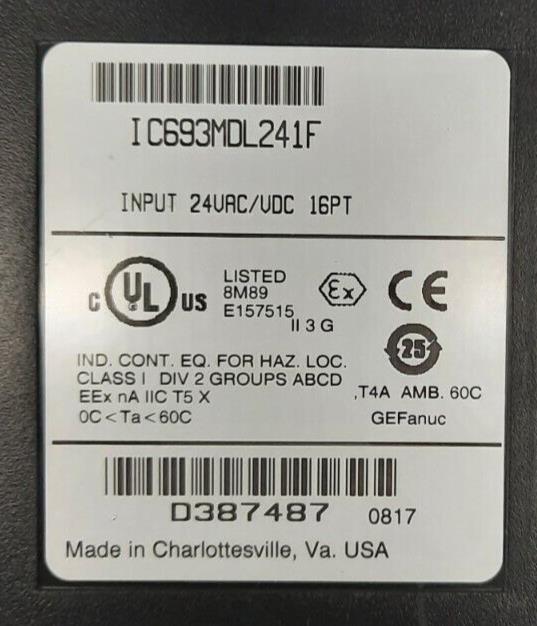 IC693MDL241F
INPUT 24VAC/VDC 16PT
C UL US
LISTED
8M89
E157515
Ex
II 3 G
CE
25
IND. CONT. EQ. FOR HAZ. LOC.
CLASS I DIV 2 GROUPS ABCD
EEx nA IIC T5 X
0C<Ta<60C
,T4A AMB. 60C
GEFanuc
D387487 0817
Made in Charlottesville, Va. USA